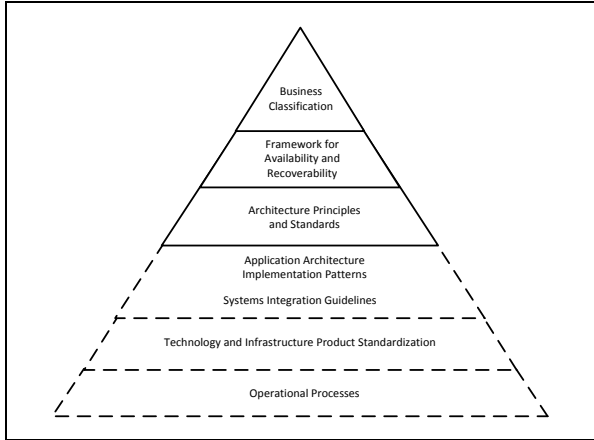 Business
Classification
Framework for
Availability and
Recoverability
Architecture Principles
and Standards
Application Architecture
Implementation Patterns
Systems Integration Guidelines
Technology and Infrastructure Product Standardization
Operational Processes